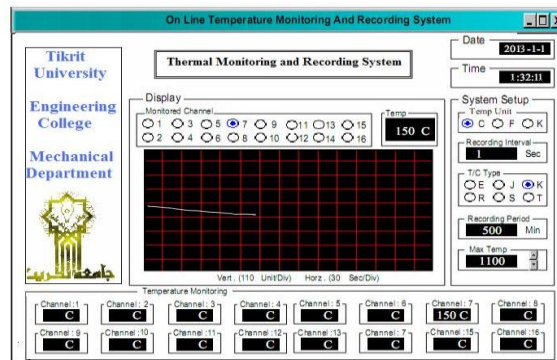 On Line Temperature Monitoring And Recording System
Tikrit
University
Engineering
College
Mechanical
Department
جامعة تكريت
Thermal Monitoring and Recording System
Date
2013-1-1
Time
1:32:11
Display
Monitored Channel
1 3 5 7 9 11 13 15
2 4 6 8 10 12 14 16
Temp
150 C
Vert . (110 Unit/Div) Horz . (30 Sec/Div)
System Setup
Temp Unit
C F K
Recording Interval
1 Sec
T/C Type
E J K
R S T
Recording Period
500 Min
Max Temp
1100
Temperature Monitoring
Channel:1 Channel: 2 Channel: 3 Channel: 4 Channel: 5 Channel: 6 Channel: 7 Channel: 8
C C C C C C 150 C C
Channel : 9 Channel :10 Channel :11 Channel :12 Channel :13 Channel : 7 Channel :15 Channel :16
C C C C C C C C